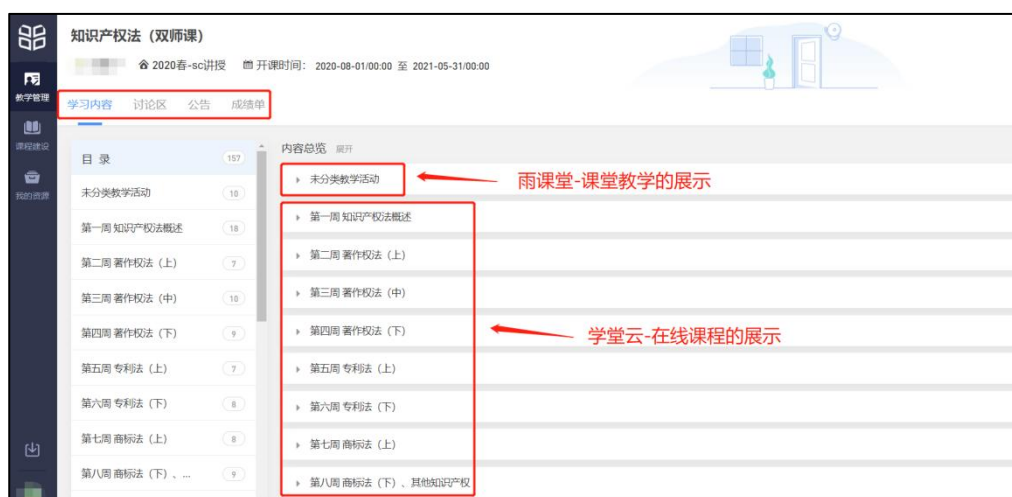 知识产权法（双师课）
2020春-sc讲授 开课时间： 2020-08-01/00:00 至 2021-05-31/00:00
教学管理
学习内容 讨论区 公告 成绩单
课程建设
我的资源
目 录 157
未分类教学活动 10
第一周 知识产权法概述 18
第二周 著作权法（上） 7
第三周 著作权法（中） 10
第四周 著作权法（下） 9
第五周 专利法（上） 7
第六周 专利法（下） 8
第七周 商标法（上） 8
第八周 商标法（下）、... 9
内容总览 展开
未分类教学活动
雨课堂-课堂教学的展示
第一周 知识产权法概述
第二周 著作权法（上）
第三周 著作权法（中）
第四周 著作权法（下）
学堂云-在线课程的展示
第五周 专利法（上）
第六周 专利法（下）
第七周 商标法（上）
第八周 商标法（下）、其他知识产权